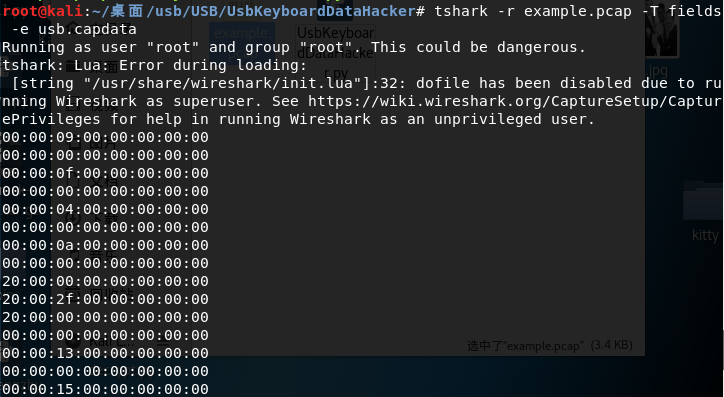 root@kali:~/桌面/usb/USB/UsbKeyboardDataHacker# tshark -r example.pcap -T fields
-e usb.capdata
Running as user "root" and group "root". This could be dangerous.
tshark: Lua: Error during loading:
[string "/usr/share/wireshark/init.lua"]:32: dofile has been disabled due to ru
nning Wireshark as superuser. See https://wiki.wireshark.org/CaptureSetup/Captur
ePrivileges for help in running Wireshark as an unprivileged user.
00:00:09:00:00:00:00:00
00:00:00:00:00:00:00:00
00:00:0f:00:00:00:00:00
00:00:00:00:00:00:00:00
00:00:04:00:00:00:00:00
00:00:00:00:00:00:00:00
00:00:0a:00:00:00:00:00
00:00:00:00:00:00:00:00
20:00:00:00:00:00:00:00
20:00:2f:00:00:00:00:00
20:00:00:00:00:00:00:00
00:00:00:00:00:00:00:00
00:00:13:00:00:00:00:00
00:00:00:00:00:00:00:00
00:00:15:00:00:00:00:00
example.
UsbKeyboar
dDataHacke
r.py
jpg
kitty
选中了"example.pcap" (3.4 KB)